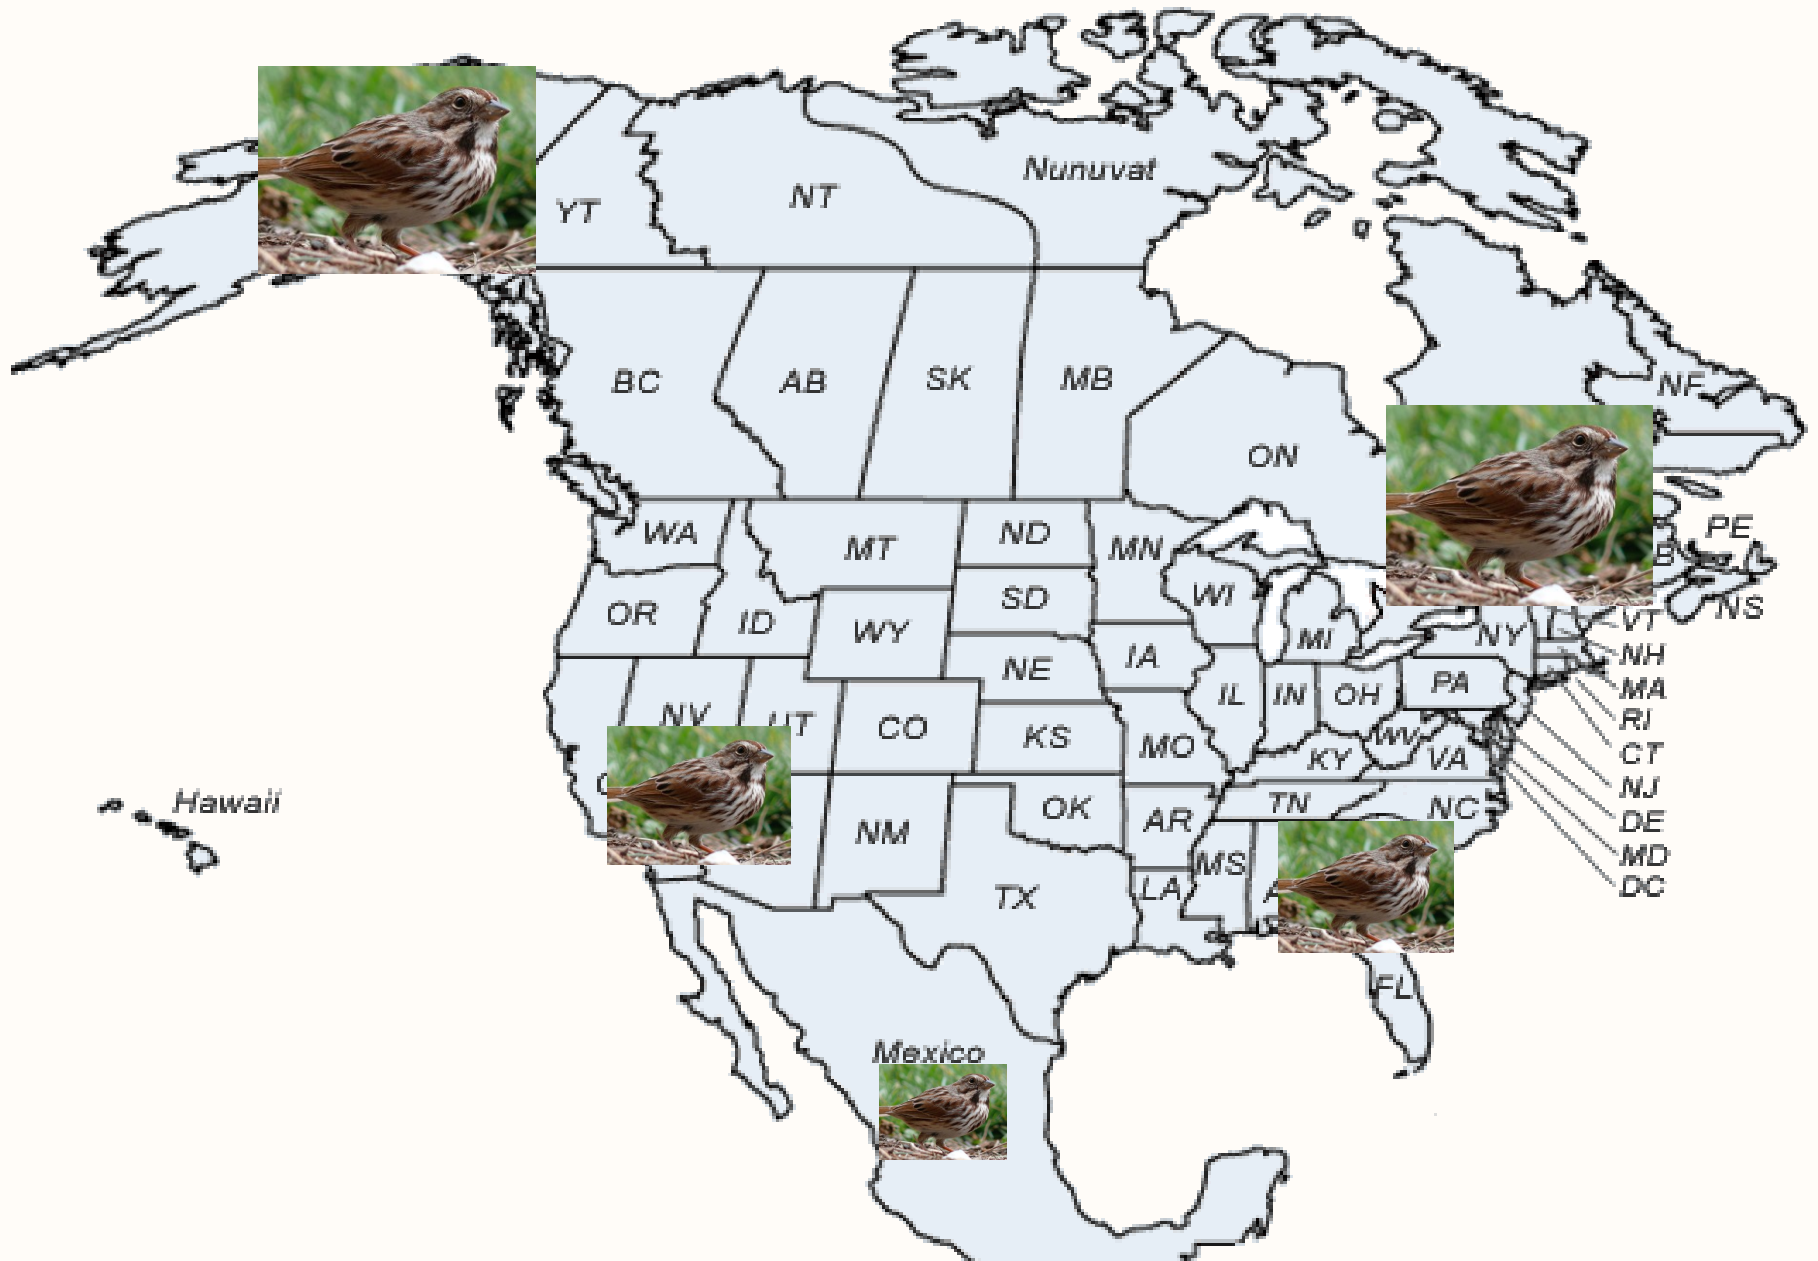 Nunuvat
NT
YT
BC
AB
SK
MB
NF
ON
PE
NS
WA
MT
ND
MN
OR
ID
WY
SD
WI
MI
NY
VT
NH
MA
RI
CT
NJ
DE
MD
DC
IA
NE
IL
IN
OH
PA
NV
UT
CO
KS
MO
KY
WV
VA
Hawaii
NM
OK
AR
TN
NC
MS
LA
TX
FL
Mexico